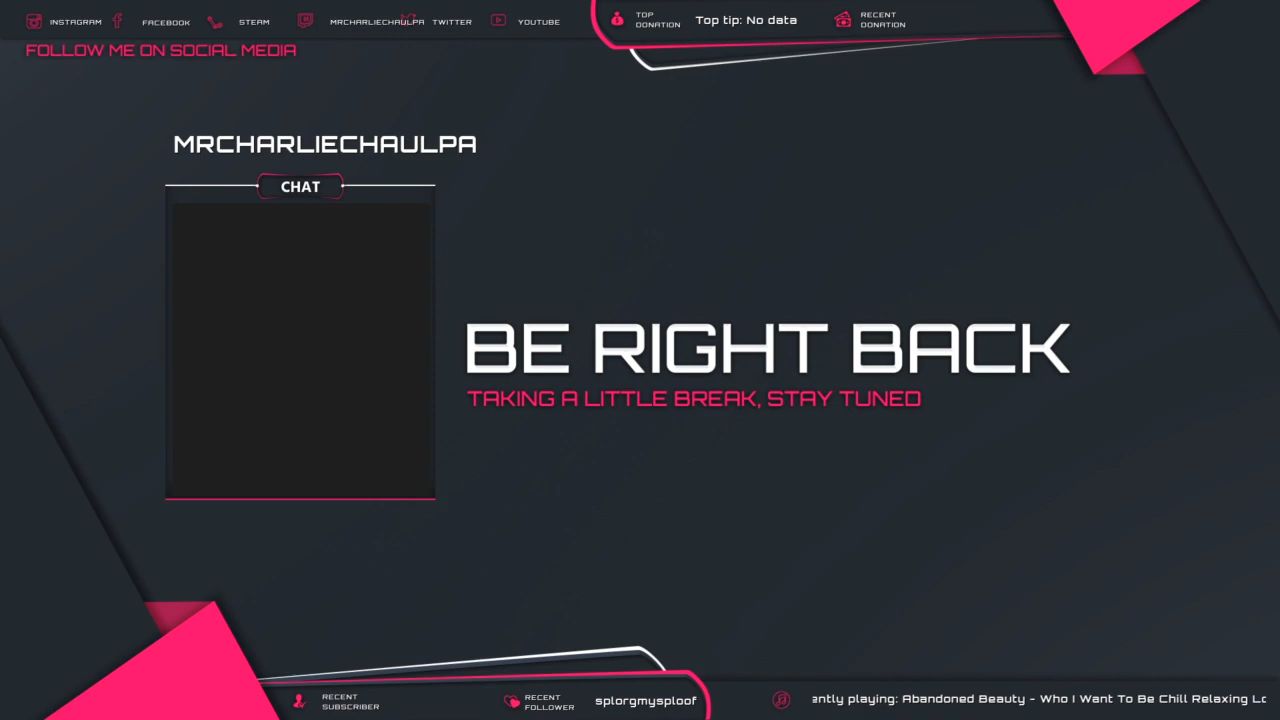 INSTAGRAM FACEBOOK STEAM MRCHARLIECHAULPA TWITTER YOUTUBE
TOP DONATION
Top tip: No data
RECENT DONATION
FOLLOW ME ON SOCIAL MEDIA
MRCHARLIECHAULPA
CHAT
BE RIGHT BACK
TAKING A LITTLE BREAK, STAY TUNED
RECENT SUBSCRIBER
RECENT FOLLOWER
splorgmysploof
playing: Abandoned Beauty - Who I Want To Be Chill Relaxing